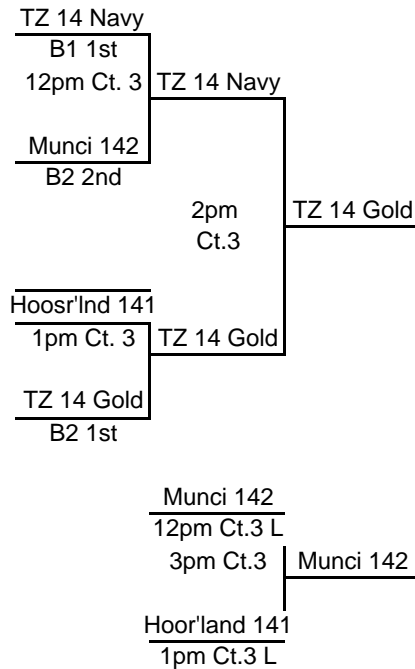 TZ 14 Navy
B1 1st
12pm Ct. 3
TZ 14 Navy
Munci 142
B2 2nd
2pm
Ct.3
TZ 14 Gold
Hoosr'lnd 141
1pm Ct. 3
TZ 14 Gold
TZ 14 Gold
B2 1st
Munci 142
12pm Ct.3 L
3pm Ct.3
Munci 142
Hoor'land 141
1pm Ct.3 L